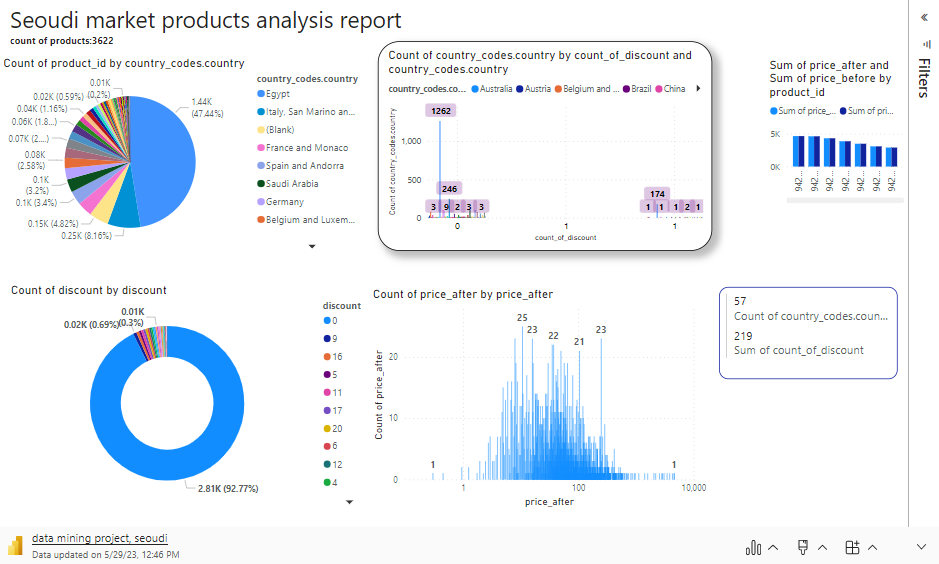 Seoudi market products analysis report
count of products:3622
Count of product_id by country_codes.country
0.01K
(0.2%)
0.02K (0.59%)
0.04K (1.16%)
0.06K (1.8...)
0.07K (2....)
0.08K
(2.58%)
0.1K
(3.2%)
0.1K (3.4%)
0.15K (4.82%)
0.25K (8.16%)
1.44K
(47.44%)
country_codes.country
Egypt
Italy, San Marino an...
(Blank)
France and Monaco
Spain and Andorra
Saudi Arabia
Germany
Belgium and Luxem...
Count of country_codes.country by count_of_discount and
country_codes.country
country_codes.co...
Australia
Austria
Belgium and ...
Brazil
China
Count of country_codes.country
1,000
500
0
1262
246
3 9 2 3 3
174
1 1 1 2 1
0
1
1
count_of_discount
Sum of price_after and
Sum of price_before by
product_id
Sum of price_...
Sum of pri...
5K
0K
942...
942...
942...
942...
942...
942...
Filters
Count of discount by discount
0.01K
(0.3%)
0.02K (0.69%)
2.81K (92.77%)
discount
0
9
16
5
11
17
20
6
12
4
Count of price_after by price_after
Count of price_after
20
10
0
1
25
23
22
21
23
1
1
100
10,000
price_after
57
Count of country_codes.coun...
219
Sum of count_of_discount
data mining project, seoudi
Data updated on 5/29/23, 12:46 PM